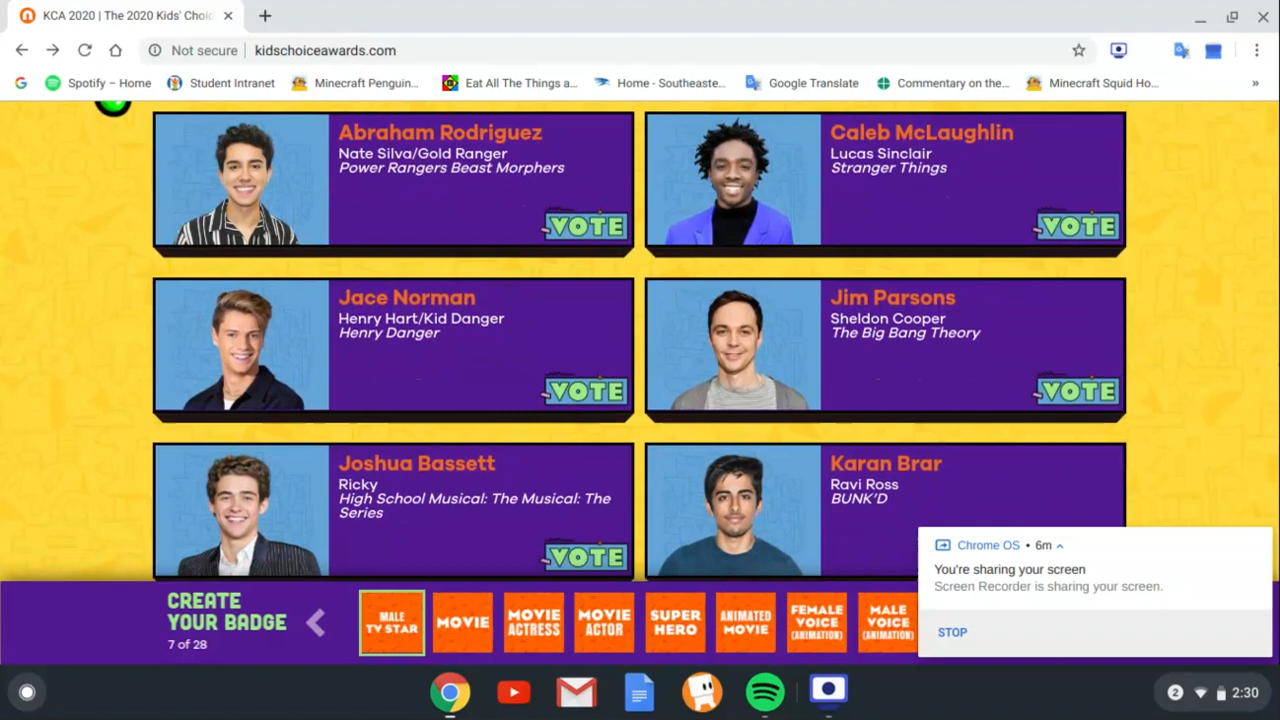 KCA 2020 | The 2020 Kids' Choic
Not secure
kidschoiceawards.com
Spotify – Home
Student Intranet
Minecraft Penguin...
Eat All The Things a...
Home - Southeaste...
Google Translate
Commentary on the...
Minecraft Squid Ho...
»
Abraham Rodriguez
Nate Silva/Gold Ranger
Power Rangers Beast Morphers
VOTE
Caleb McLaughlin
Lucas Sinclair
Stranger Things
VOTE
Jace Norman
Henry Hart/Kid Danger
Henry Danger
VOTE
Jim Parsons
Sheldon Cooper
The Big Bang Theory
VOTE
Joshua Bassett
Ricky
High School Musical: The Musical: The
Series
VOTE
Karan Brar
Ravi Ross
BUNK'D
Chrome OS • 6m
You're sharing your screen
Screen Recorder is sharing your screen.
STOP
CREATE
YOUR BADGE
7 of 28
MALE
TV STAR
MOVIE
MOVIE
ACTRESS
MOVIE
ACTOR
SUPER
HERO
ANIMATED
MOVIE
FEMALE
VOICE
(ANIMATION)
MALE
VOICE
(ANIMATION)
2
2:30